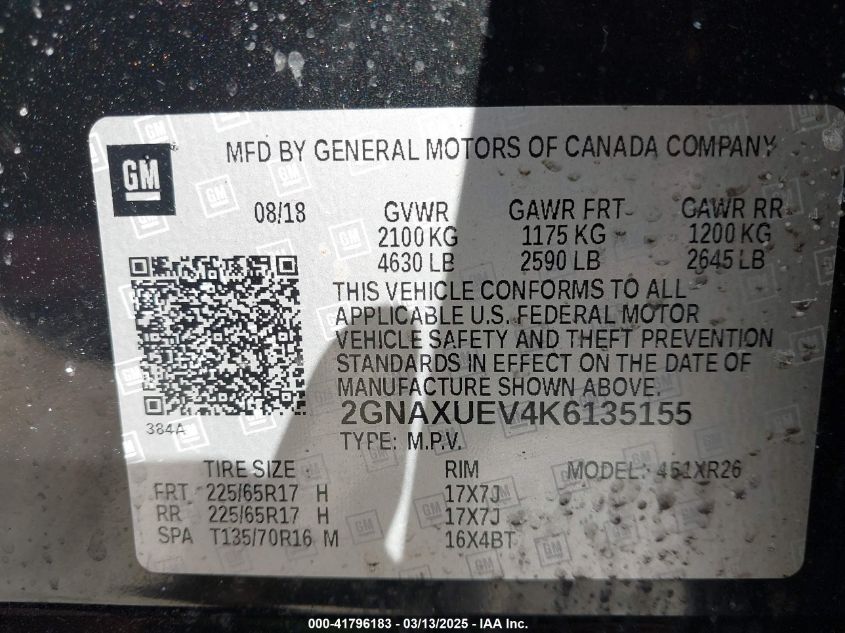 MFD BY GENERAL MOTORS OF CANADA COMPANY
GM
08/18 GVWR GAWR FRT GAWR RR
2100 KG 1175 KG 1200 KG
4630 LB 2590 LB 2645 LB
THIS VEHICLE CONFORMS TO ALL
APPLICABLE U.S. FEDERAL MOTOR
VEHICLE SAFETY AND THEFT PREVENTION
STANDARDS IN EFFECT ON THE DATE OF
MANUFACTURE SHOWN ABOVE.
2GNAXUEV4K6135155
384A
TYPE: M.P.V.
TIRE SIZE RIM MODEL: 451XR26
FRT 225/65R17 H 17X7J
RR 225/65R17 H 17X7J
SPA T135/70R16 M 16X4BT
000-41796183 / 03/13/2025 - IAA Inc.